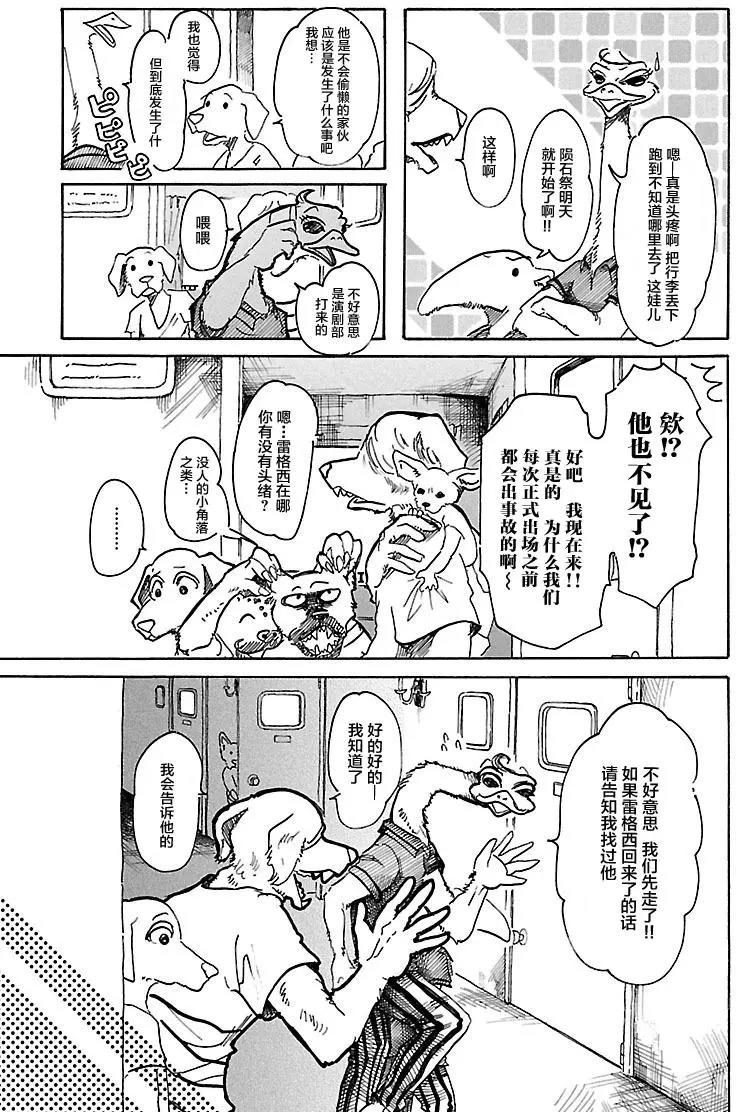 嗯—真是头疼啊 把行李丢下
跑到不知道哪里去了 这娃儿
陨石祭明天
就开始了啊!!
这样啊
他是不会偷懒的家伙
应该是发生了什么事吧
我想…
我也觉得
但到底发生了什
ピピピピ
喂喂
不好意思
是演剧部
打来的
欸!?
他也不见了!?
好吧 我现在来!!
真是的 为什么我们
每次正式出场之前
都会出事故的啊～
嗯…雷格西在哪
你有没有头绪？
没人的小角落
之类…
………
不好意思 我们先走了!!
如果雷格西回来了的话
请告知我找过他
好的好的—
我知道了
我会告诉他的